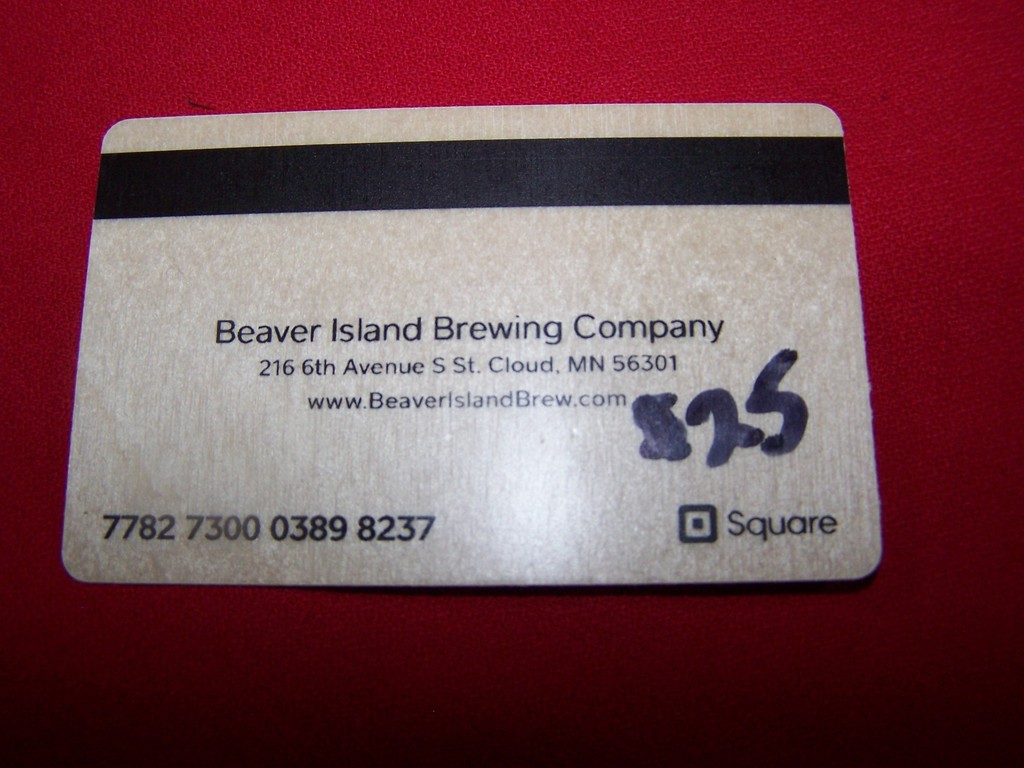 Beaver Island Brewing Company
216 6th Avenue S St. Cloud, MN 56301
www.BeaverIslandBrew.com
$25
7782 7300 0389 8237
Square